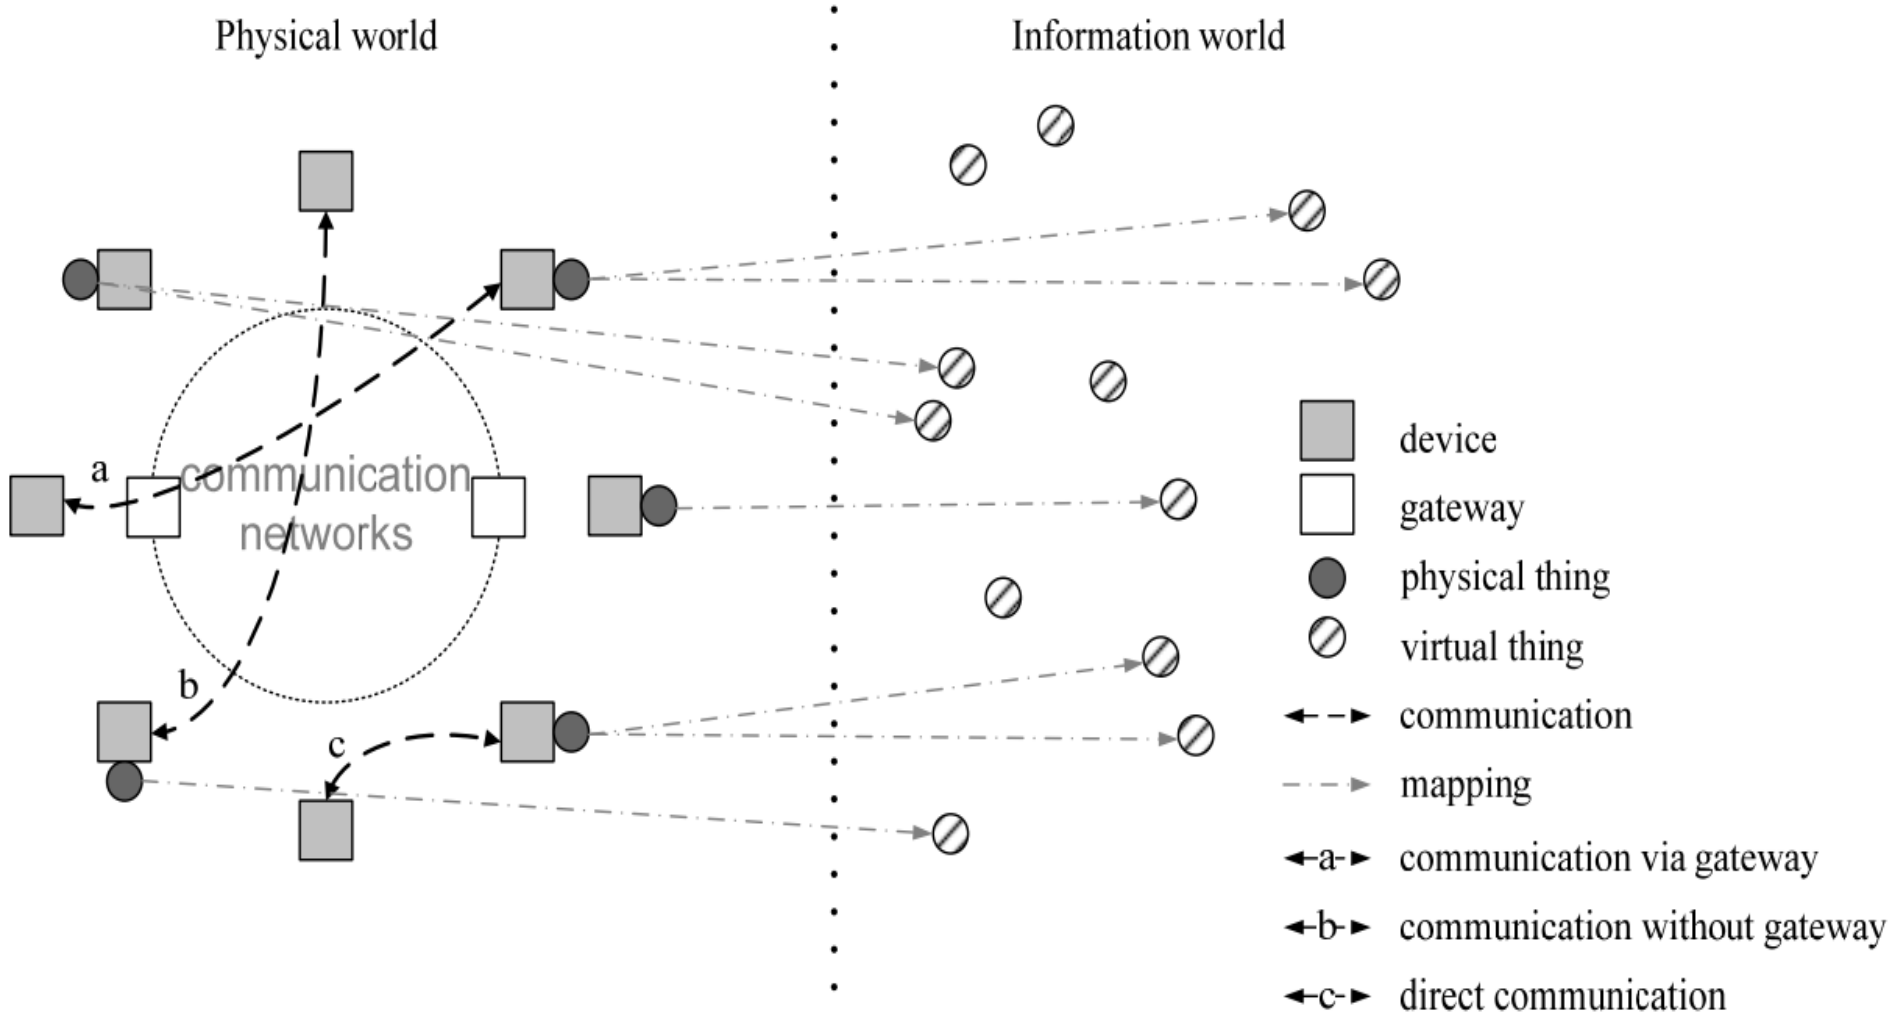 Physical world
Information world
a
communication
networks
b
c
device
gateway
physical thing
virtual thing
communication
mapping
a
communication via gateway
b
communication without gateway
c
direct communication